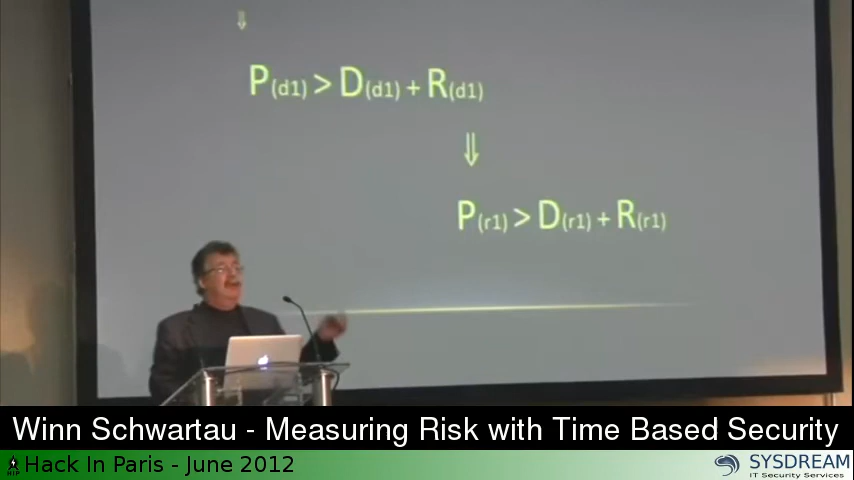 ⇓
P(d1) > D(d1) + R(d1)
⇓
P(r1) > D(r1) + R(r1)
Winn Schwartau - Measuring Risk with Time Based Security
HIP
Hack In Paris - June 2012
SYSDREAM
IT Security Services